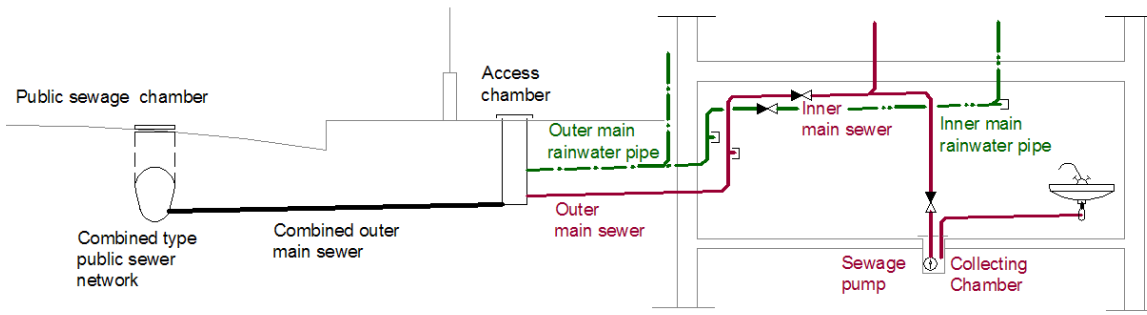 Public sewage chamber
Access
chamber
Outer main
rainwater pipe
Inner
main sewer
Inner main
rainwater pipe
Combined type
public sewer
network
Combined outer
main sewer
Outer
main sewer
Sewage
pump
Collecting
Chamber